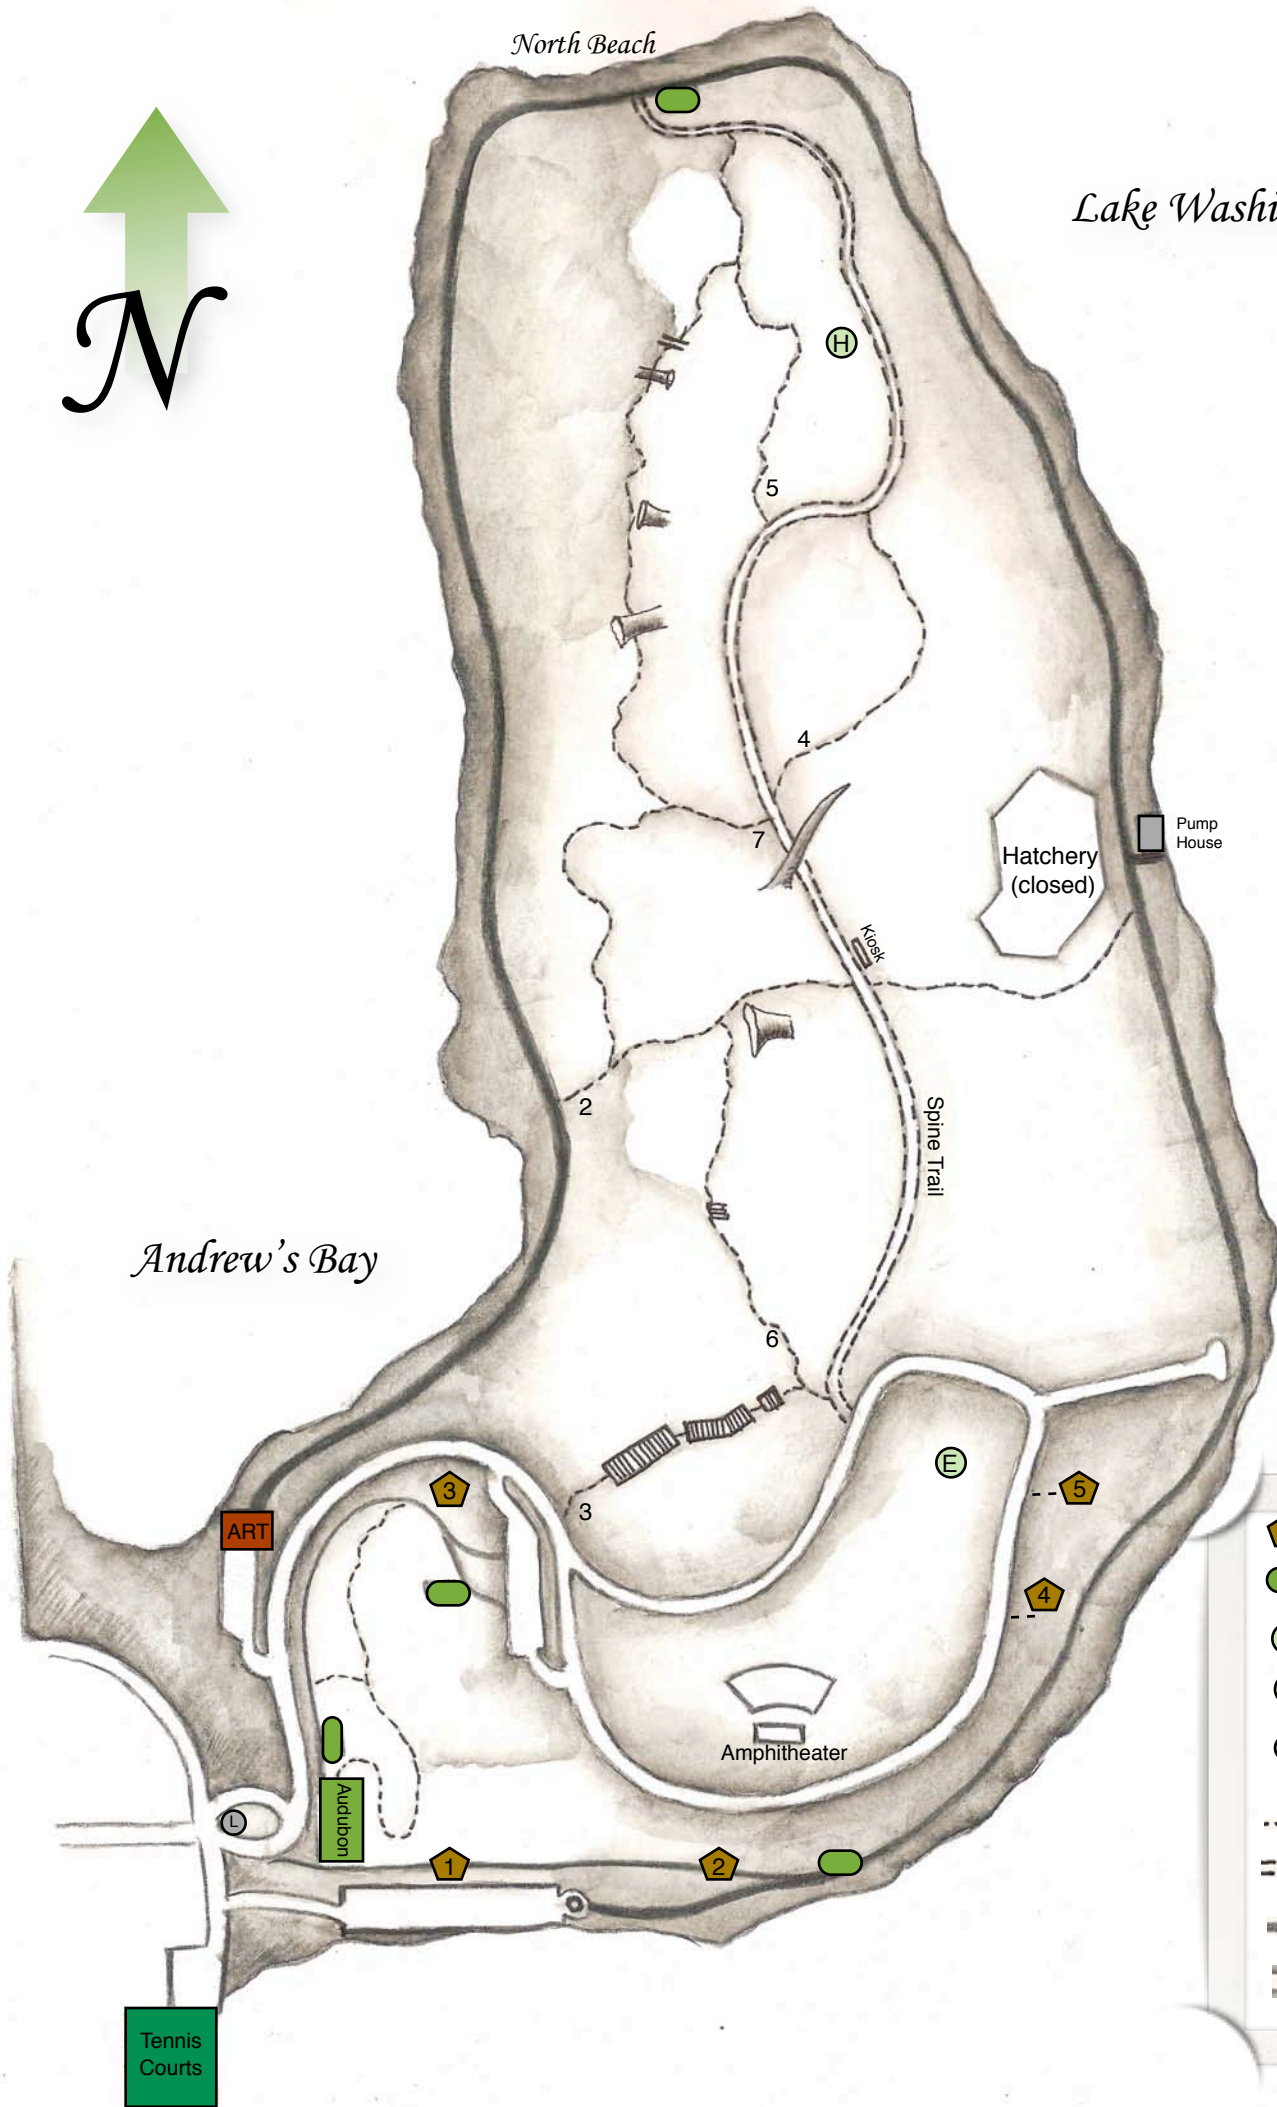 North Beach
N
Lake Washi
H
5
4
7
Pump
House
Hatchery
(closed)
Kiosk
2
Spine Trail
Andrew's Bay
6
E
3
5
3
ART
4
Amphitheater
Audubon
L
1
2
Tennis
Courts